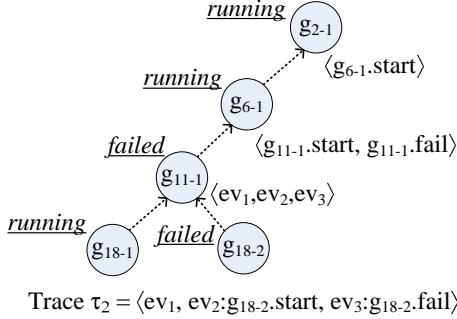 running
g2-1
⟨g6-1.start⟩
running
g6-1
⟨g11-1.start, g11-1.fail⟩
failed
g11-1
⟨ev1,ev2,ev3⟩
running
g18-1
failed
g18-2
Trace τ2 = ⟨ev1, ev2:g18-2.start, ev3:g18-2.fail⟩